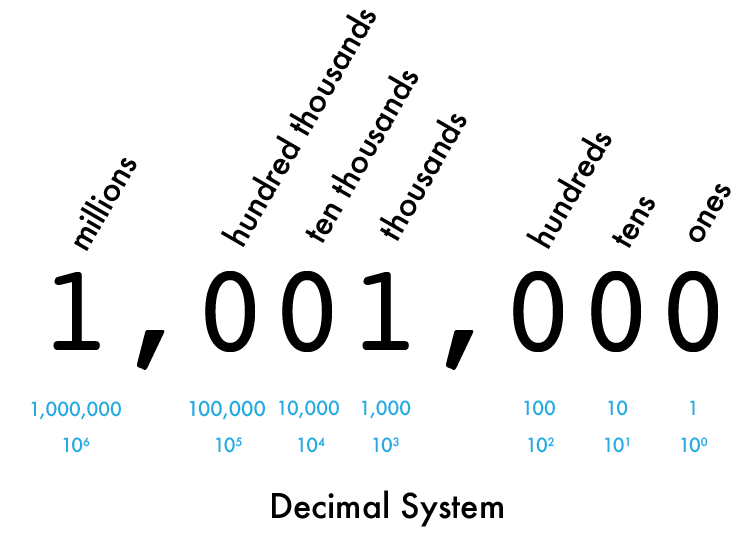 millions hundred thousands ten thousands thousands hundreds tens ones
1,001,000
1,000,000 100,000 10,000 1,000 100 10 1
10⁶ 10⁵ 10⁴ 10³ 10² 10¹ 10⁰
Decimal System